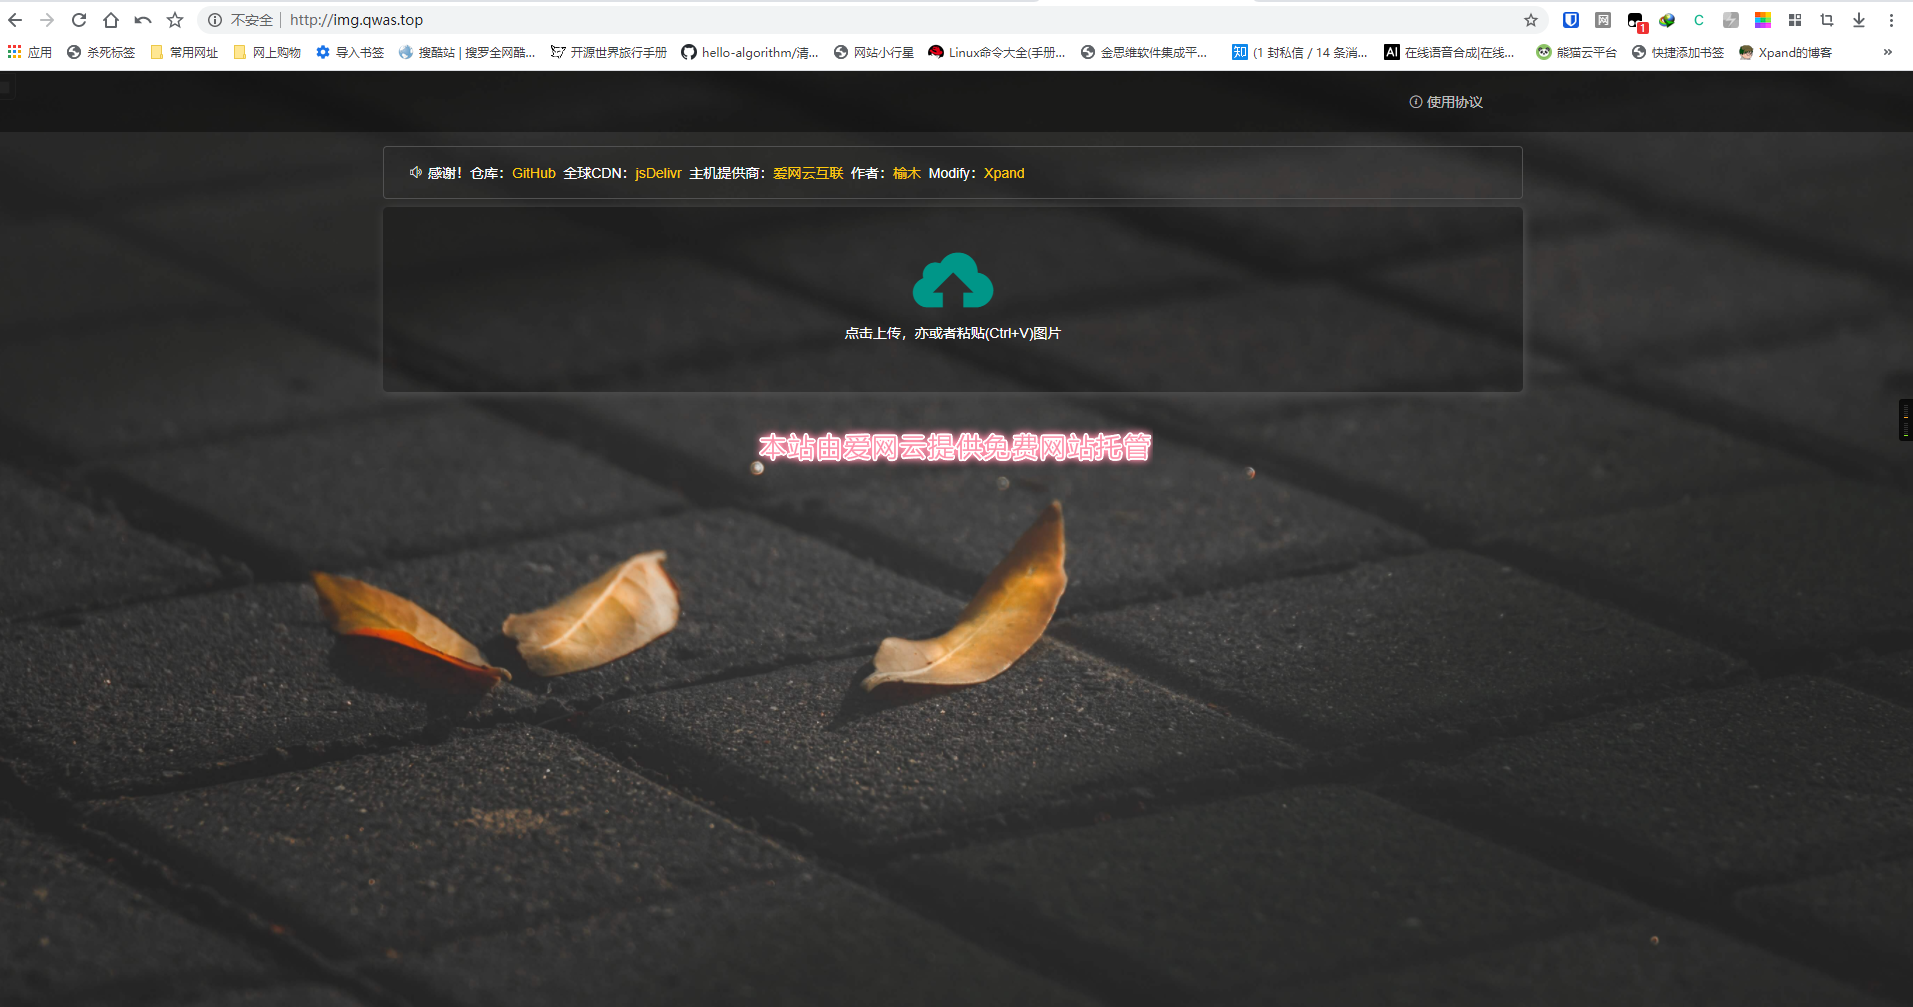 不安全 | http://img.qwas.top
1
应用 杀死标签 常用网址 网上购物 导入书签 搜酷站 | 搜罗全网酷... 开源世界旅行手册 hello-algorithm/清... 网站小行星 Linux命令大全(手册... 金思维软件集成平... 知 (1 封私信 / 14 条消... AI 在线语音合成|在线... 熊猫云平台 快捷添加书签 Xpand的博客 »
使用协议
感谢！仓库：GitHub 全球CDN：jsDelivr 主机提供商：爱网云互联 作者：榆木 Modify：Xpand
点击上传，亦或者粘贴(Ctrl+V)图片
本站由爱网云提供免费网站托管